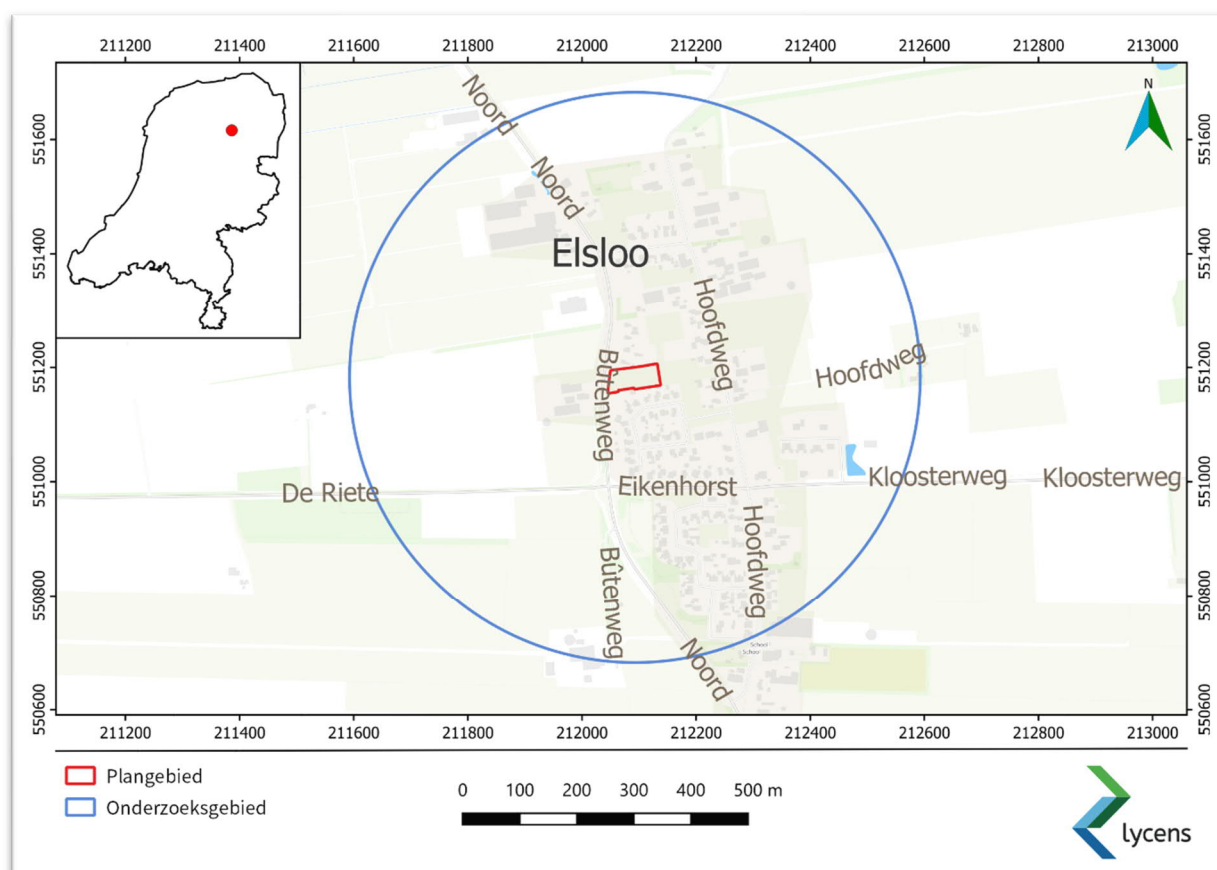 211200 211400 211600 211800 212000 212200 212400 212600 212800 213000
N
551600 551600
551400 551400
551200 551200
551000 551000
550800 550800
550600 550600
Noord
Noord
Elsloo
Hoofdweg
Hoofdweg
Bûtenweg
De Riete
Eikenhorst
Kloosterweg
Kloosterweg
Hoofdweg
Bûtenweg
Noord
School
211200 211400 211600 211800 212000 212200 212400 212600 212800 213000
Plangebied
Onderzoeksgebied
0 100 200 300 400 500 m
lycens